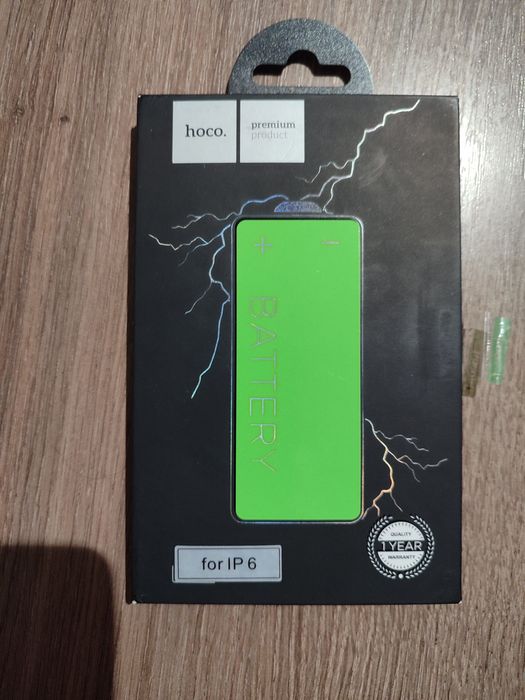 hoco.
premium
product
+ −
BATTERY
for IP 6
QUALITY
1 YEAR
WARRANTY